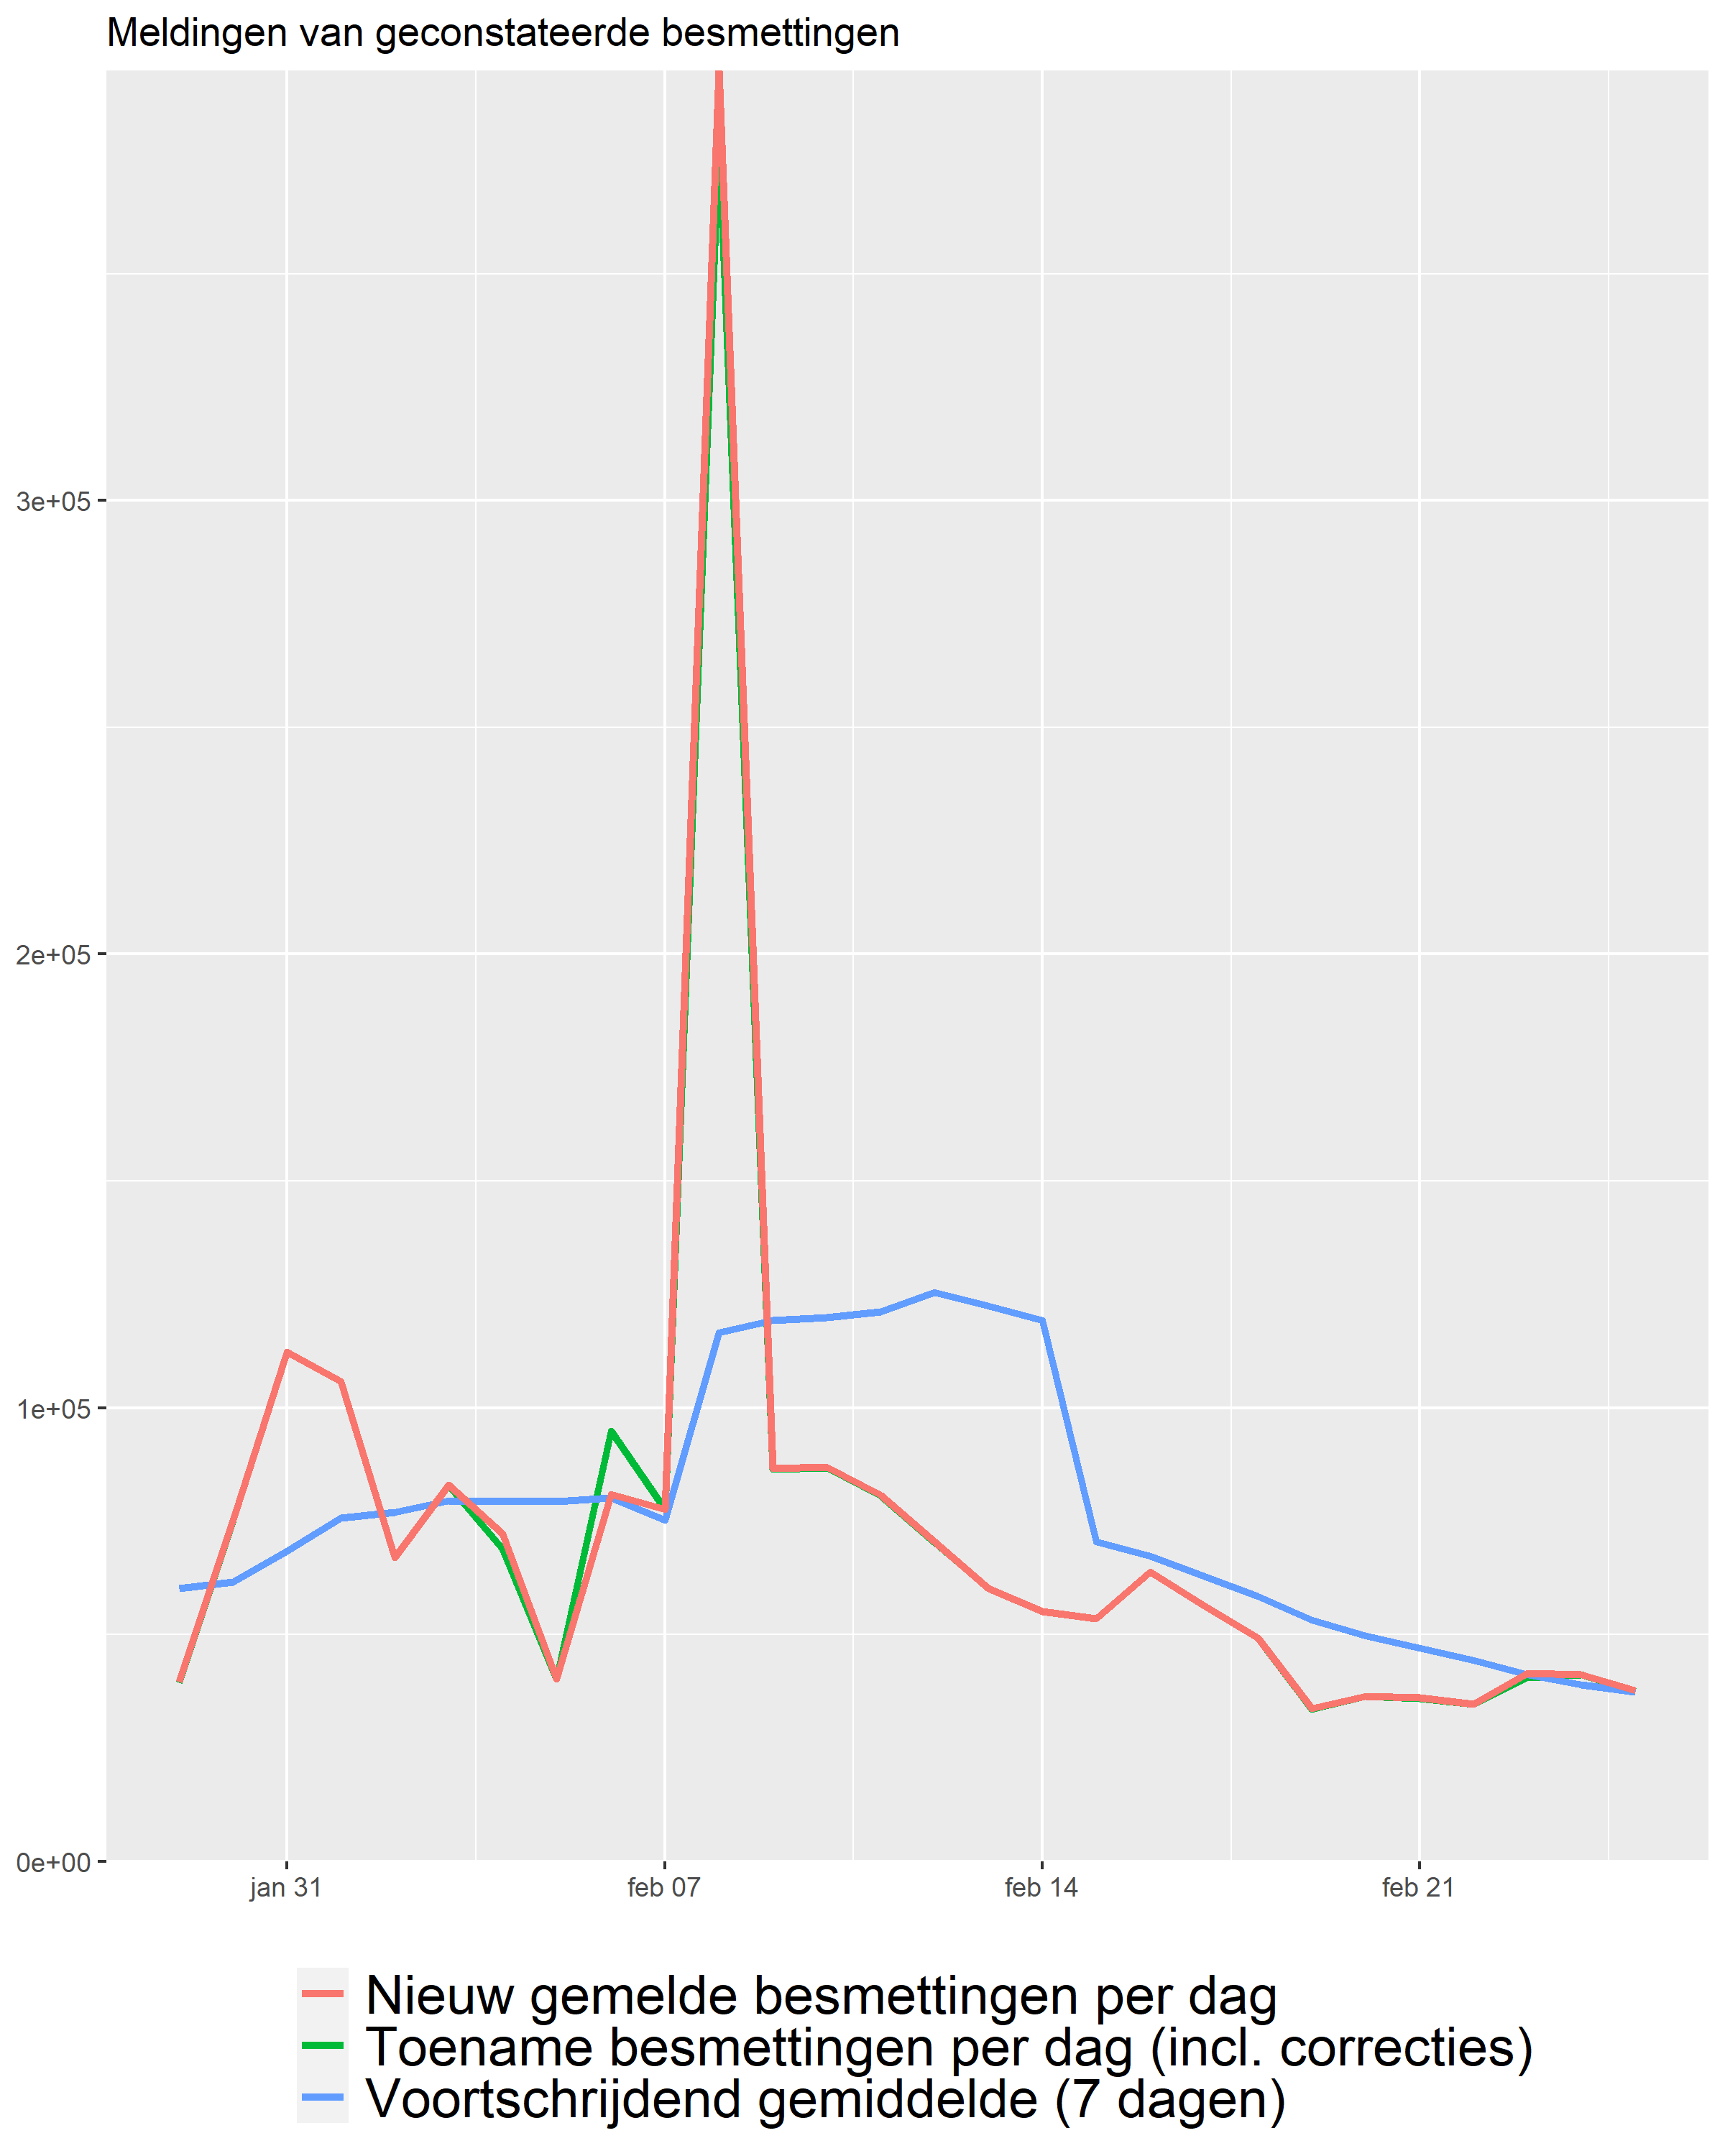 Meldingen van geconstateerde besmettingen
3e+05
2e+05
1e+05
0e+00
jan 31
feb 07
feb 14
feb 21
Nieuw gemelde besmettingen per dag
Toename besmettingen per dag (incl. correcties)
Voortschrijdend gemiddelde (7 dagen)